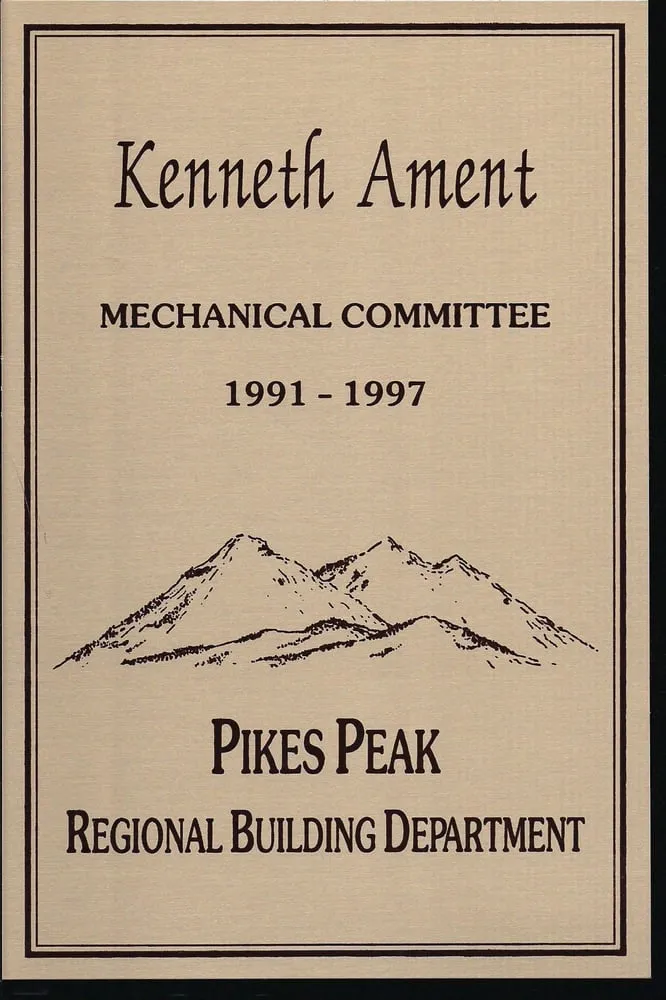 Kenneth Ament
MECHANICAL COMMITTEE
1991 - 1997
PIKES PEAK
REGIONAL BUILDING DEPARTMENT